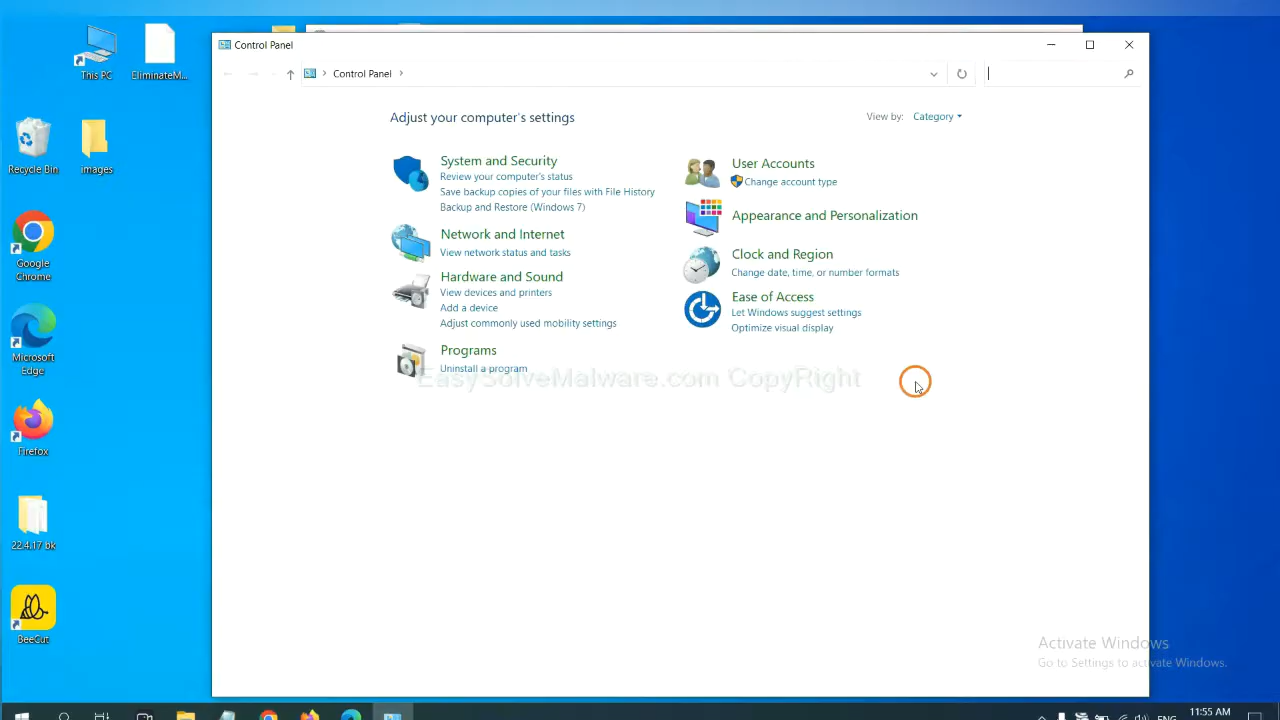 This PC
EliminateM...
Recycle Bin
images
Google
Chrome
Microsoft
Edge
Firefox
22.4.17 bk
BeeCut
Control Panel
Control Panel
Adjust your computer's settings
View by: Category
System and Security
Review your computer's status
Save backup copies of your files with File History
Backup and Restore (Windows 7)
Network and Internet
View network status and tasks
Hardware and Sound
View devices and printers
Add a device
Adjust commonly used mobility settings
Programs
Uninstall a program
User Accounts
Change account type
Appearance and Personalization
Clock and Region
Change date, time, or number formats
Ease of Access
Let Windows suggest settings
Optimize visual display
EasySolveMalware.com CopyRight
Activate Windows
Go to Settings to activate Windows.
ENG
11:55 AM